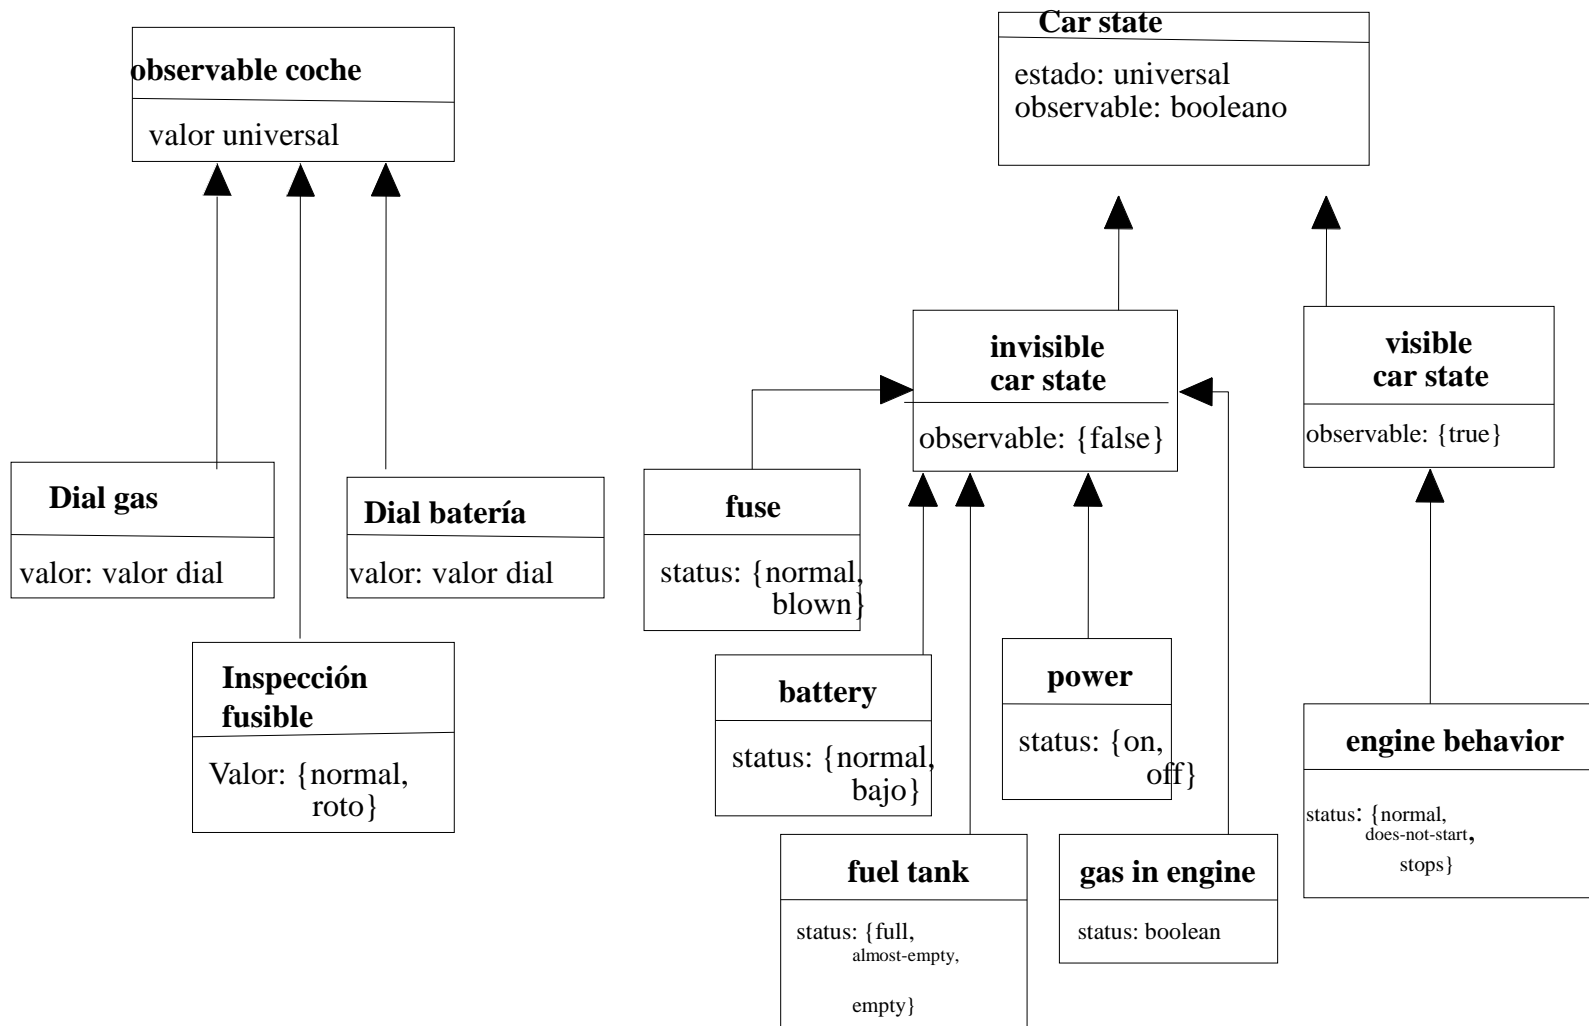 observable coche
valor universal
Dial gas
valor: valor dial
Dial batería
valor: valor dial
Inspección
fusible
Valor: {normal,
roto}
Car state
estado: universal
observable: booleano
invisible
car state
observable: {false}
visible
car state
observable: {true}
fuse
status: {normal,
blown}
battery
status: {normal,
bajo}
power
status: {on,
off}
fuel tank
status: {full,
almost-empty,
empty}
gas in engine
status: boolean
engine behavior
status: {normal,
does-not-start,
stops}